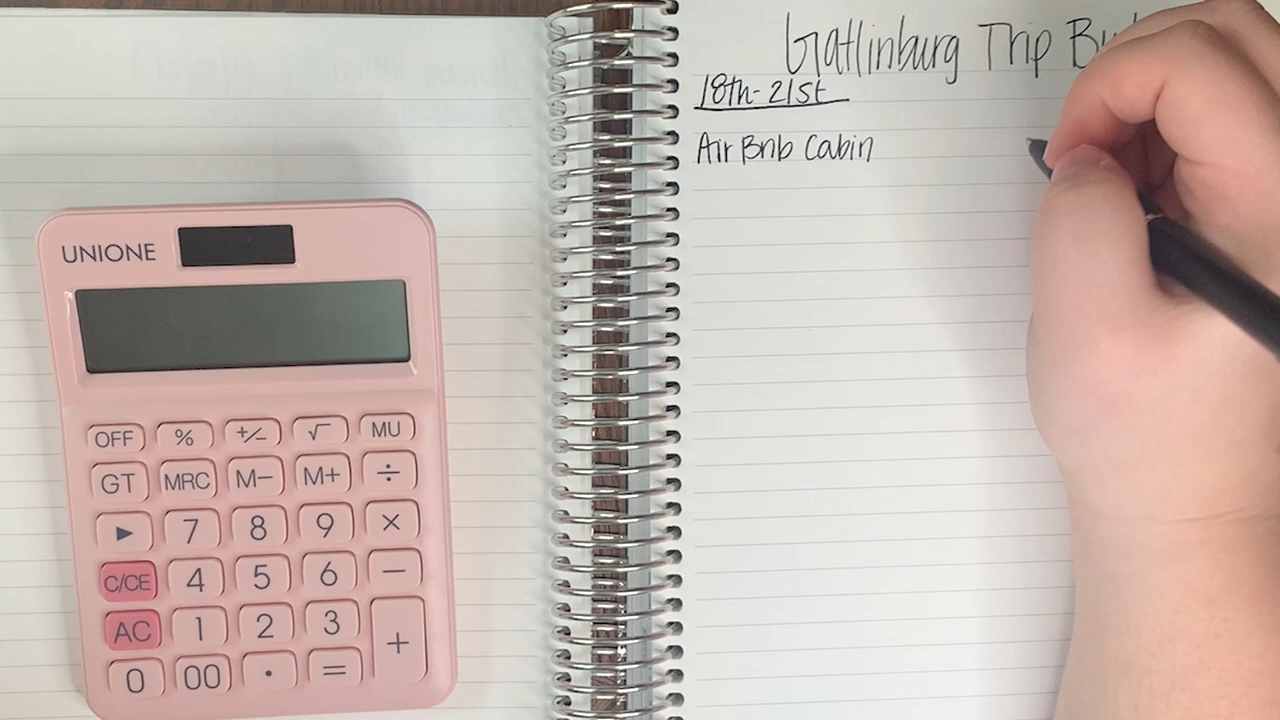 Gatlinburg Trip
18th-21st
Air Bnb Cabin
UNIONE
OFF % +/− √ MU
GT MRC M− M+ ÷
▶ 7 8 9 ×
C/CE 4 5 6 −
AC 1 2 3 +
0 00 · =